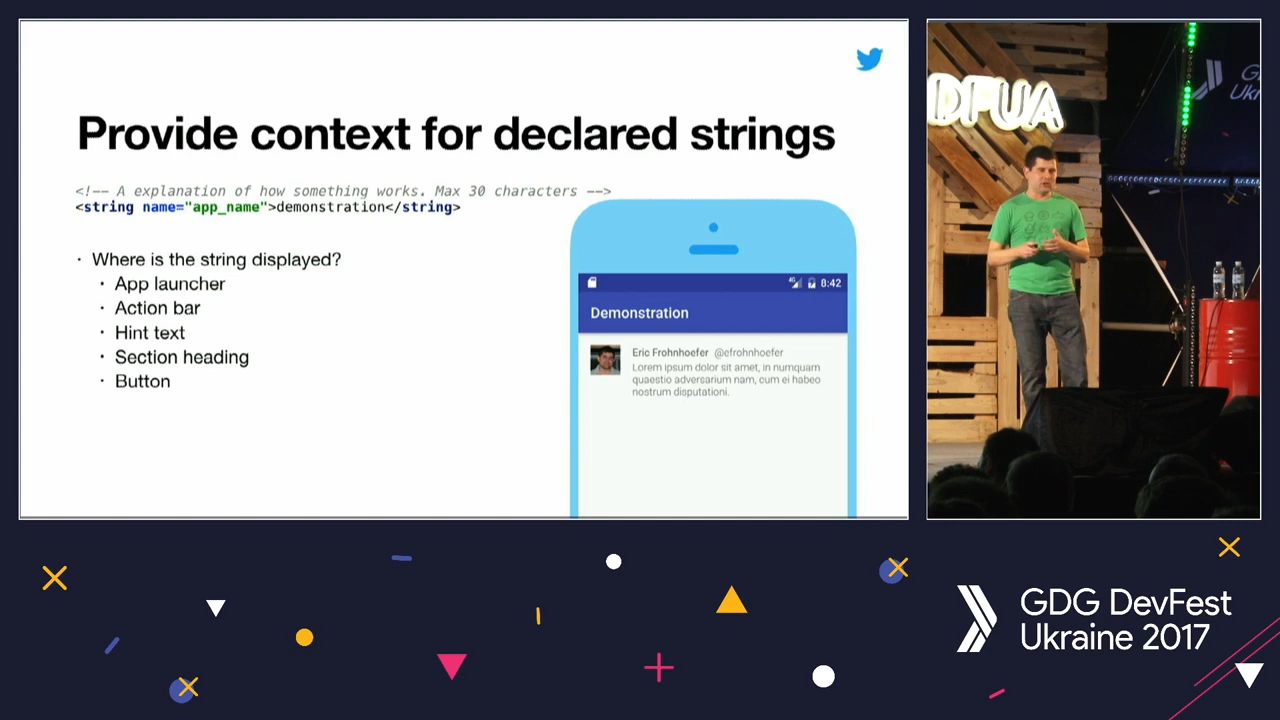 Provide context for declared strings
<!-- A explanation of how something works. Max 30 characters -->
<string name="app_name">demonstration</string>
· Where is the string displayed?
· App launcher
· Action bar
· Hint text
· Section heading
· Button
4G 8:42
Demonstration
Eric Frohnhoefer @efrohnhoefer
Lorem ipsum dolor sit amet, in numquam
quaestio adversarium nam, cum ei habeo
nostrum disputationi.
DFUA
GDG DevFest
Ukraine 2017